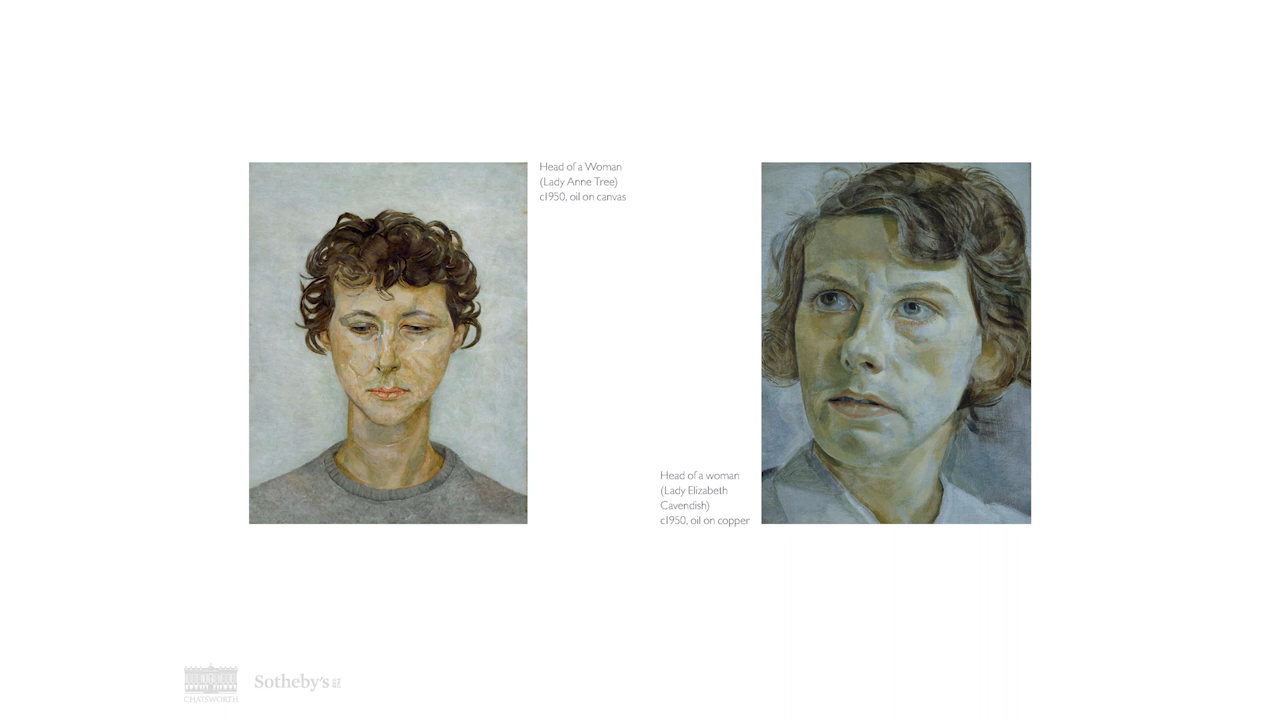 Head of a Woman
(Lady Anne Tree)
c1950, oil on canvas
Head of a woman
(Lady Elizabeth
Cavendish)
c1950, oil on copper
CHATSWORTH
Sotheby's